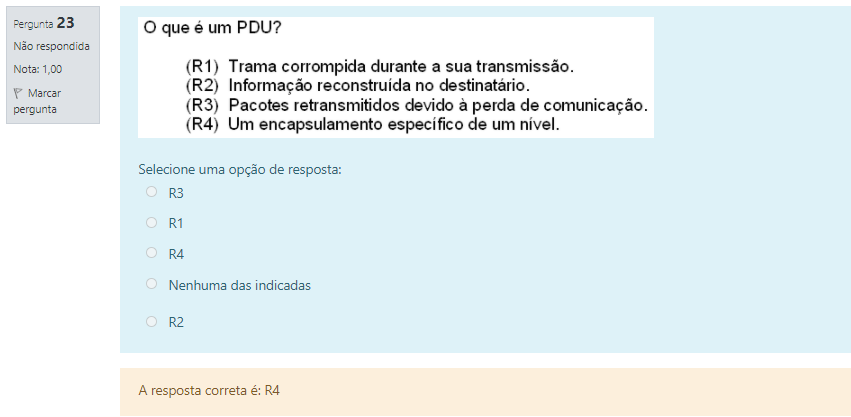 Pergunta 23
Não respondida
Nota: 1,00
Marcar
pergunta
O que é um PDU?
(R1) Trama corrompida durante a sua transmissão.
(R2) Informação reconstruída no destinatário.
(R3) Pacotes retransmitidos devido à perda de comunicação.
(R4) Um encapsulamento específico de um nível.
Selecione uma opção de resposta:
R3
R1
R4
Nenhuma das indicadas
R2
A resposta correta é: R4